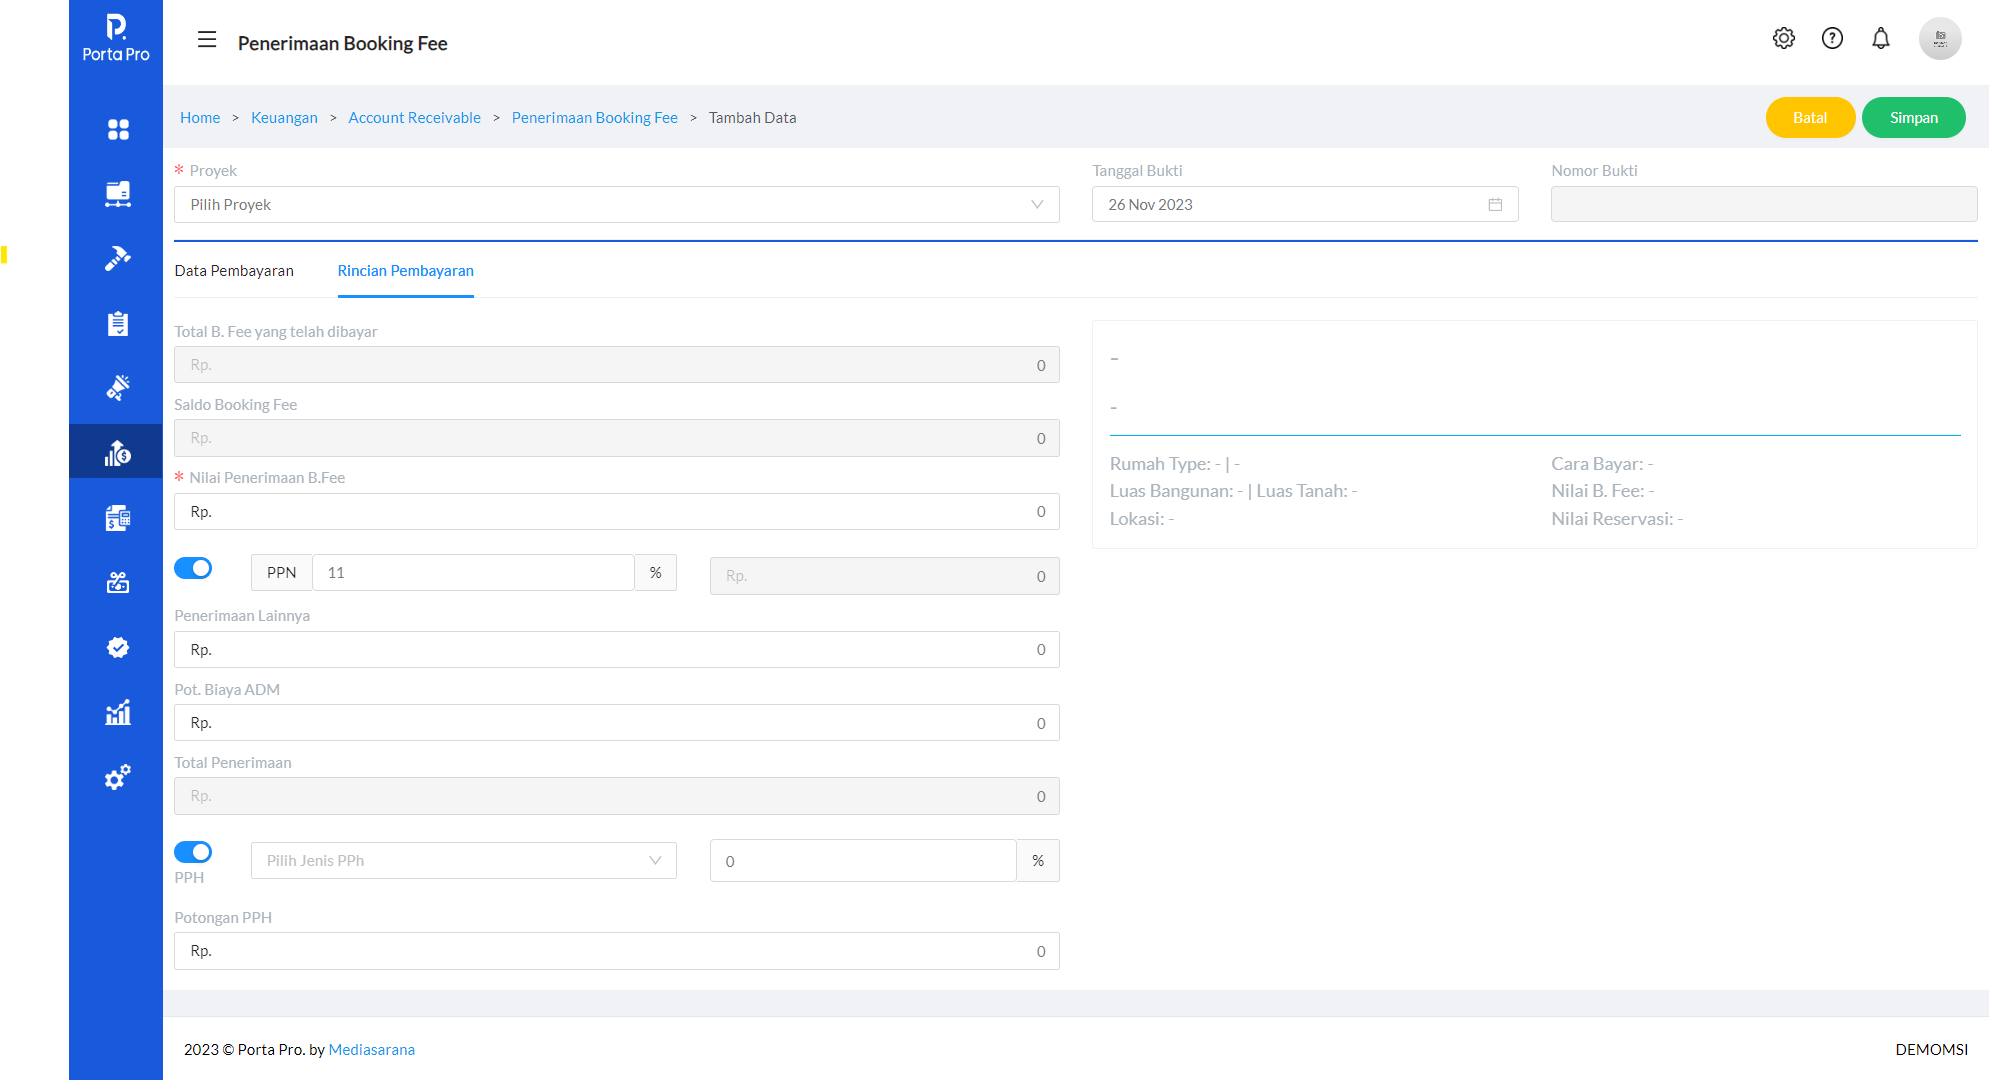 Porta Pro
Penerimaan Booking Fee
Home > Keuangan > Account Receivable > Penerimaan Booking Fee > Tambah Data
Batal
Simpan
* Proyek
Pilih Proyek
Tanggal Bukti
26 Nov 2023
Nomor Bukti
Data Pembayaran
Rincian Pembayaran
Total B. Fee yang telah dibayar
Rp. 0
Saldo Booking Fee
Rp. 0
* Nilai Penerimaan B.Fee
Rp. 0
PPN 11 %
Rp. 0
Penerimaan Lainnya
Rp. 0
Pot. Biaya ADM
Rp. 0
Total Penerimaan
Rp. 0
PPH
Pilih Jenis PPh
0 %
Potongan PPH
Rp. 0
-
-
Rumah Type: - | -
Luas Bangunan: - | Luas Tanah: -
Lokasi: -
Cara Bayar: -
Nilai B. Fee: -
Nilai Reservasi: -
2023 © Porta Pro. by Mediasarana
DEMOMSI